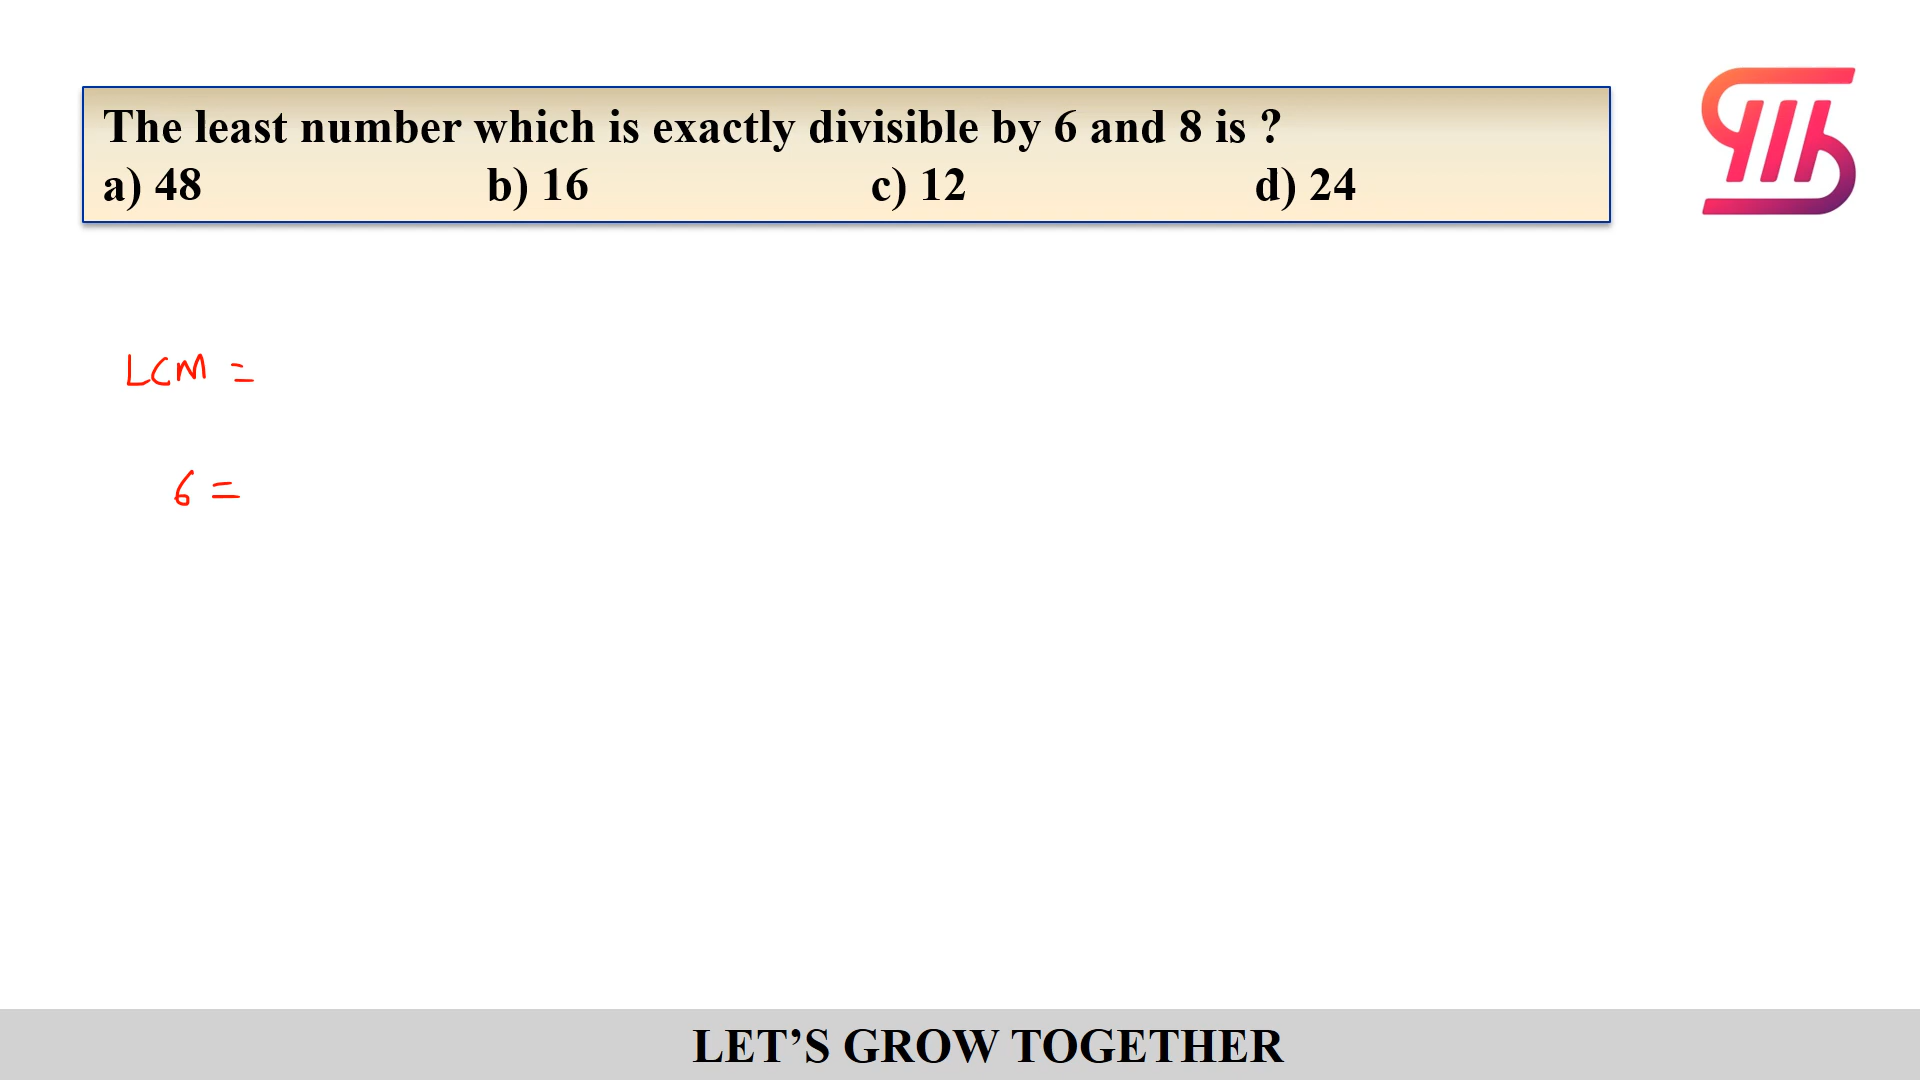 The least number which is exactly divisible by 6 and 8 is ?
a) 48 b) 16 c) 12 d) 24
LCM =
6 =
LET’S GROW TOGETHER